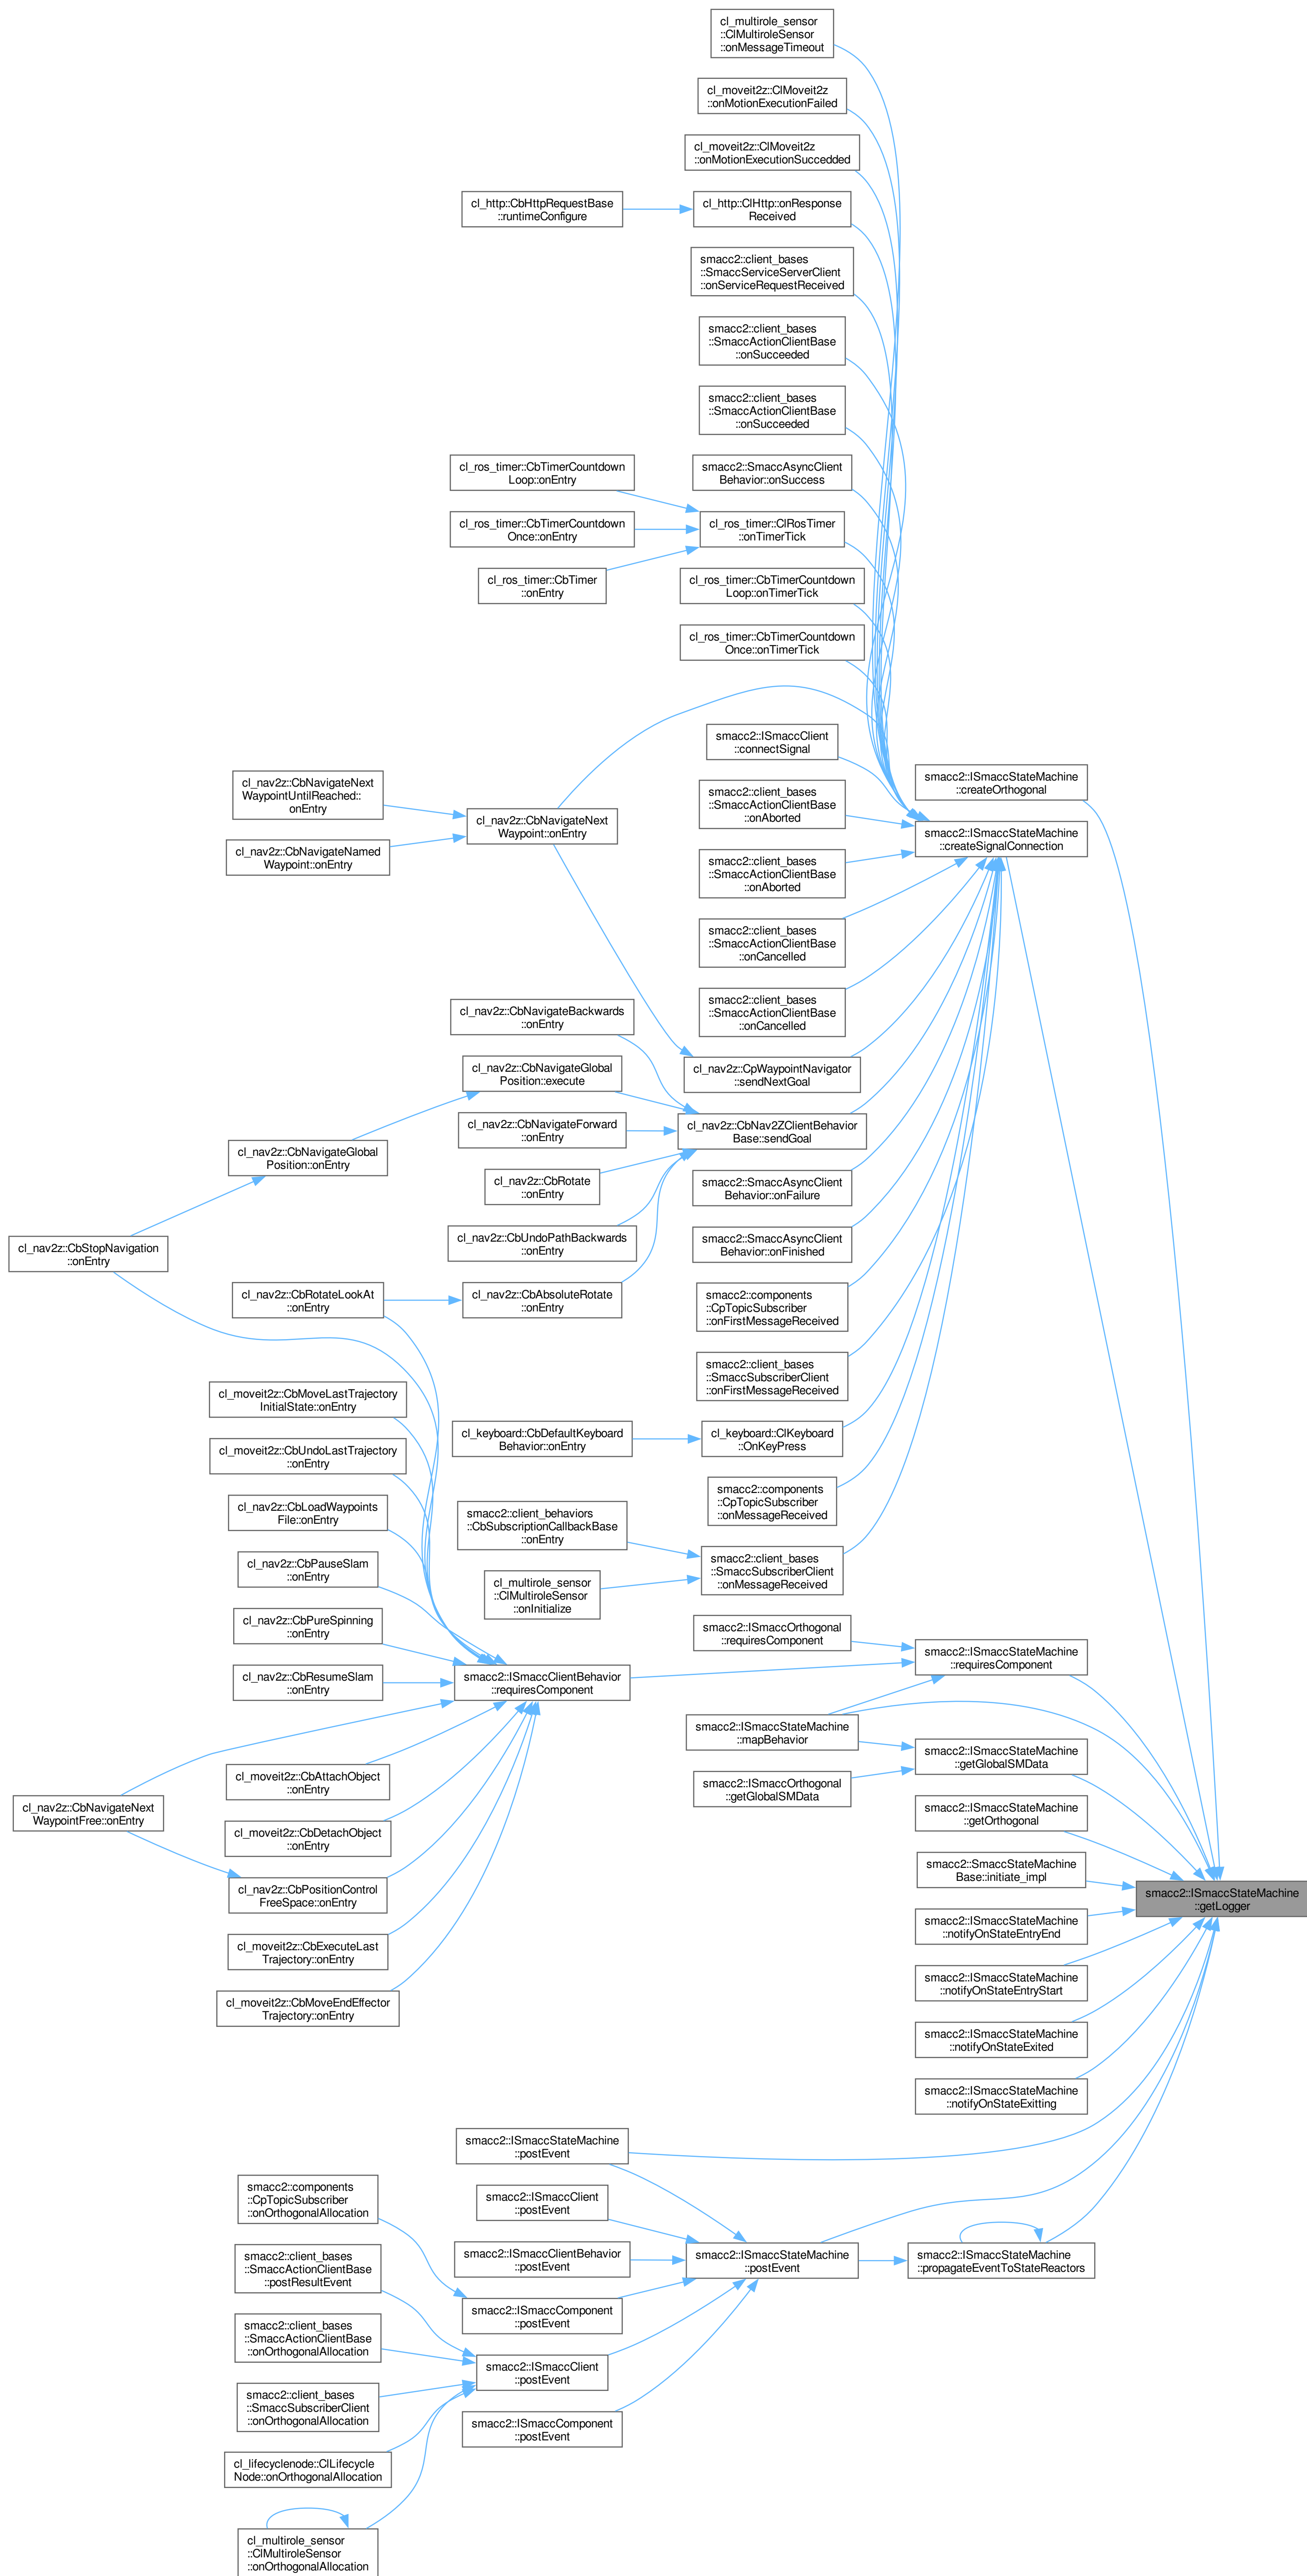 cl_multirole_sensor
::ClMultiroleSensor
::onMessageTimeout
cl_moveit2z::ClMoveit2z
::onMotionExecutionFailed
cl_moveit2z::ClMoveit2z
::onMotionExecutionSuccedded
cl_http::CbHttpRequestBase
::runtimeConfigure
cl_http::ClHttp::onResponse
Received
smacc2::client_bases
::SmaccServiceServerClient
::onServiceRequestReceived
smacc2::client_bases
::SmaccActionClientBase
::onSucceeded
smacc2::client_bases
::SmaccActionClientBase
::onSucceeded
cl_ros_timer::CbTimerCountdown
Loop::onEntry
smacc2::SmaccAsyncClient
Behavior::onSuccess
cl_ros_timer::CbTimerCountdown
Once::onEntry
cl_ros_timer::ClRosTimer
::onTimerTick
cl_ros_timer::CbTimer
::onEntry
cl_ros_timer::CbTimerCountdown
Loop::onTimerTick
cl_ros_timer::CbTimerCountdown
Once::onTimerTick
smacc2::ISmaccClient
::connectSignal
smacc2::ISmaccStateMachine
::createOrthogonal
cl_nav2z::CbNavigateNext
WaypointUntilReached::
onEntry
smacc2::client_bases
::SmaccActionClientBase
::onAborted
cl_nav2z::CbNavigateNext
Waypoint::onEntry
smacc2::ISmaccStateMachine
::createSignalConnection
cl_nav2z::CbNavigateNamed
Waypoint::onEntry
smacc2::client_bases
::SmaccActionClientBase
::onAborted
smacc2::client_bases
::SmaccActionClientBase
::onCancelled
smacc2::client_bases
::SmaccActionClientBase
::onCancelled
cl_nav2z::CbNavigateBackwards
::onEntry
cl_nav2z::CbNavigateGlobal
Position::execute
cl_nav2z::CpWaypointNavigator
::sendNextGoal
cl_nav2z::CbNavigateForward
::onEntry
cl_nav2z::CbNav2ZClientBehavior
Base::sendGoal
cl_nav2z::CbNavigateGlobal
Position::onEntry
cl_nav2z::CbRotate
::onEntry
smacc2::SmaccAsyncClient
Behavior::onFailure
cl_nav2z::CbStopNavigation
::onEntry
cl_nav2z::CbUndoPathBackwards
::onEntry
smacc2::SmaccAsyncClient
Behavior::onFinished
cl_nav2z::CbRotateLookAt
::onEntry
cl_nav2z::CbAbsoluteRotate
::onEntry
smacc2::components
::CpTopicSubscriber
::onFirstMessageReceived
smacc2::client_bases
::SmaccSubscriberClient
::onFirstMessageReceived
cl_moveit2z::CbMoveLastTrajectory
InitialState::onEntry
cl_keyboard::CbDefaultKeyboard
Behavior::onEntry
cl_keyboard::ClKeyboard
::OnKeyPress
cl_moveit2z::CbUndoLastTrajectory
::onEntry
smacc2::components
::CpTopicSubscriber
::onMessageReceived
cl_nav2z::CbLoadWaypoints
File::onEntry
smacc2::client_behaviors
::CbSubscriptionCallbackBase
::onEntry
smacc2::client_bases
::SmaccSubscriberClient
::onMessageReceived
cl_nav2z::CbPauseSlam
::onEntry
cl_multirole_sensor
::ClMultiroleSensor
::onInitialize
cl_nav2z::CbPureSpinning
::onEntry
smacc2::ISmaccOrthogonal
::requiresComponent
cl_nav2z::CbResumeSlam
::onEntry
smacc2::ISmaccClientBehavior
::requiresComponent
smacc2::ISmaccStateMachine
::requiresComponent
smacc2::ISmaccStateMachine
::mapBehavior
smacc2::ISmaccStateMachine
::getGlobalSMData
cl_moveit2z::CbAttachObject
::onEntry
smacc2::ISmaccOrthogonal
::getGlobalSMData
cl_nav2z::CbNavigateNext
WaypointFree::onEntry
smacc2::ISmaccStateMachine
::getOrthogonal
cl_moveit2z::CbDetachObject
::onEntry
smacc2::SmaccStateMachine
Base::initiate_impl
cl_nav2z::CbPositionControl
FreeSpace::onEntry
smacc2::ISmaccStateMachine
::getLogger
smacc2::ISmaccStateMachine
::notifyOnStateEntryEnd
cl_moveit2z::CbExecuteLast
Trajectory::onEntry
smacc2::ISmaccStateMachine
::notifyOnStateEntryStart
cl_moveit2z::CbMoveEndEffector
Trajectory::onEntry
smacc2::ISmaccStateMachine
::notifyOnStateExited
smacc2::ISmaccStateMachine
::notifyOnStateExitting
smacc2::ISmaccStateMachine
::postEvent
smacc2::components
::CpTopicSubscriber
::onOrthogonalAllocation
smacc2::ISmaccClient
::postEvent
smacc2::client_bases
::SmaccActionClientBase
::postResultEvent
smacc2::ISmaccClientBehavior
::postEvent
smacc2::ISmaccStateMachine
::postEvent
smacc2::ISmaccStateMachine
::propagateEventToStateReactors
smacc2::ISmaccComponent
::postEvent
smacc2::client_bases
::SmaccActionClientBase
::onOrthogonalAllocation
smacc2::ISmaccClient
::postEvent
smacc2::client_bases
::SmaccSubscriberClient
::onOrthogonalAllocation
smacc2::ISmaccComponent
::postEvent
cl_lifecyclenode::ClLifecycle
Node::onOrthogonalAllocation
cl_multirole_sensor
::ClMultiroleSensor
::onOrthogonalAllocation